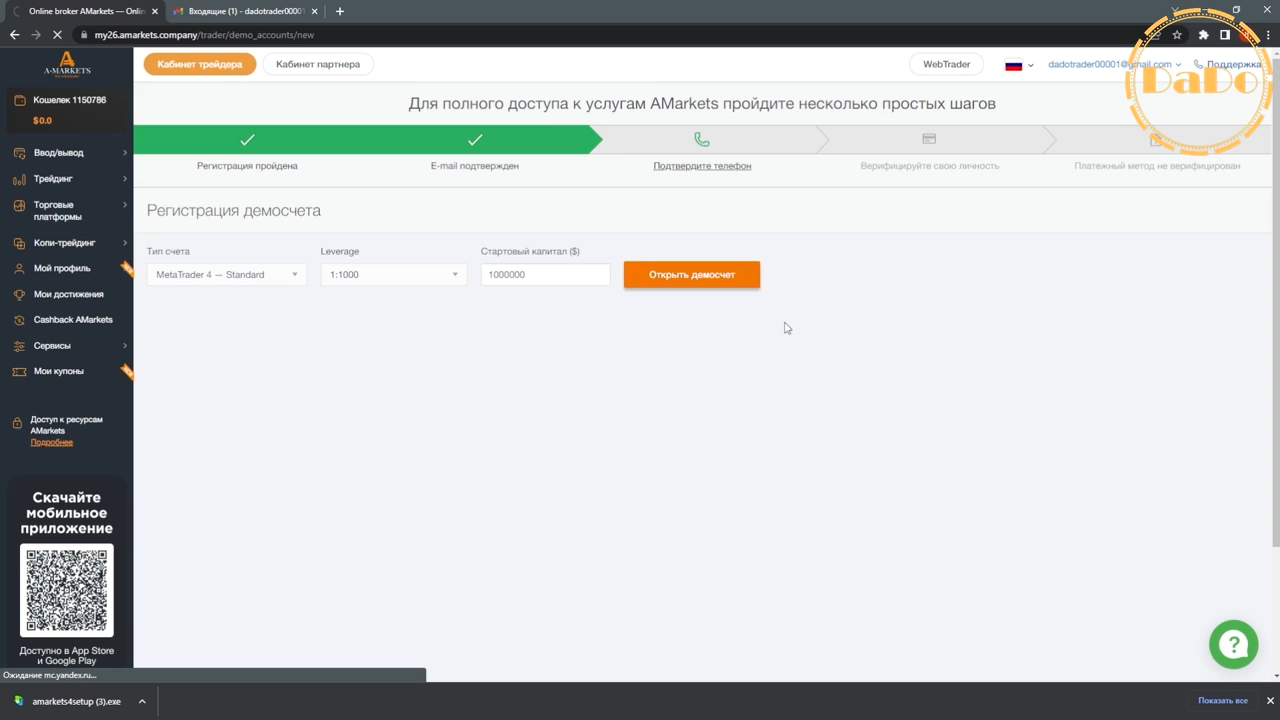 Online broker AMarkets — Onlin
Входящие (1) - dadotrader00001
my26.amarkets.company/trader/demo_accounts/new
A-MARKETS
Кабинет трейдера
Кабинет партнера
WebTrader
dadotrader00001@gmail.com
Поддержка
DaDo
Кошелек 1150786
$0.0
Ввод/вывод
Трейдинг
Торговые
платформы
Копи-трейдинг
Мой профиль
Мои достижения
Cashback AMarkets
Сервисы
Мои купоны
Доступ к ресурсам
AMarkets
Подробнее
Скачайте
мобильное
приложение
Доступно в App Store
и Google Play
Для полного доступа к услугам AMarkets пройдите несколько простых шагов
Регистрация пройдена
E-mail подтвержден
Подтвердите телефон
Верифицируйте свою личность
Платежный метод не верифицирован
Регистрация демосчета
Тип счета
Leverage
Стартовый капитал ($)
MetaTrader 4 — Standard
1:1000
1000000
Открыть демосчет
?
Ожидание mc.yandex.ru...
amarkets4setup (3).exe
Показать все